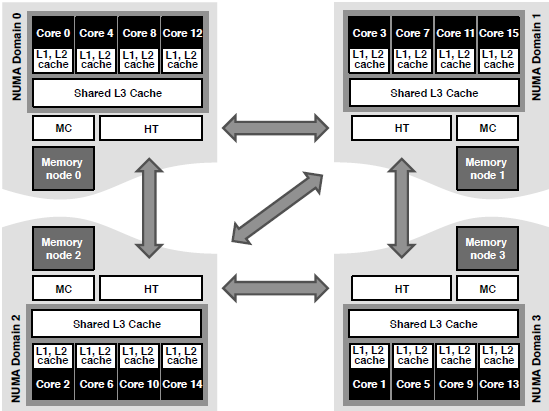 NUMA Domain 0
Core 0 Core 4 Core 8 Core 12
L1, L2 L1, L2 L1, L2 L1, L2
cache cache cache cache
Shared L3 Cache
MC HT
Memory
node 0
NUMA Domain 1
Core 3 Core 7 Core 11 Core 15
L1, L2 L1, L2 L1, L2 L1, L2
cache cache cache cache
Shared L3 Cache
HT MC
Memory
node 1
NUMA Domain 2
Memory
node 2
MC HT
Shared L3 Cache
L1, L2 L1, L2 L1, L2 L1, L2
cache cache cache cache
Core 2 Core 6 Core 10 Core 14
NUMA Domain 3
Memory
node 3
HT MC
Shared L3 Cache
L1, L2 L1, L2 L1, L2 L1, L2
cache cache cache cache
Core 1 Core 5 Core 9 Core 13